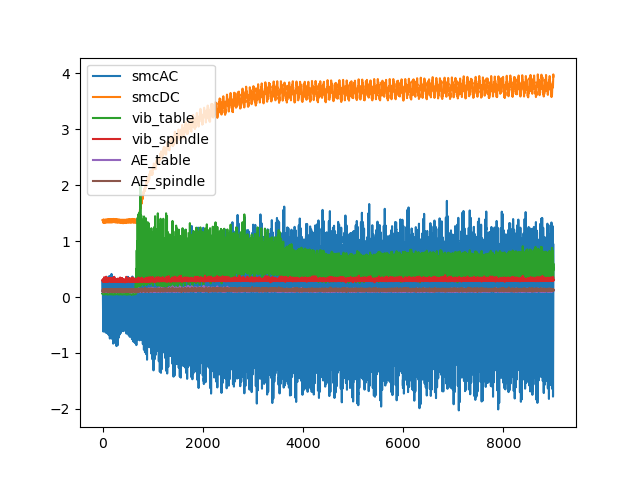 smcAC
smcDC
vib_table
vib_spindle
AE_table
AE_spindle
4
3
2
1
0
−1
−2
0 2000 4000 6000 8000